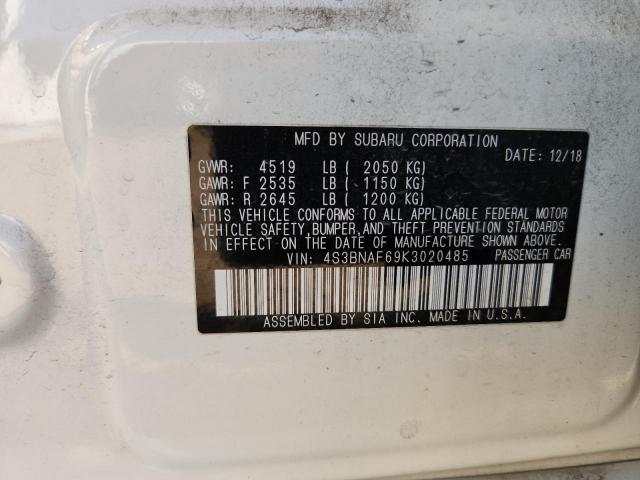 MFD BY SUBARU CORPORATION
DATE: 12/18
GVWR: 4519 LB ( 2050 KG)
GAWR: F 2535 LB ( 1150 KG)
GAWR: R 2645 LB ( 1200 KG)
THIS VEHICLE CONFORMS TO ALL APPLICABLE FEDERAL MOTOR
VEHICLE SAFETY, BUMPER, AND THEFT PREVENTION STANDARDS
IN EFFECT ON THE DATE OF MANUFACTURE SHOWN ABOVE.
VIN: 4S3BNAF69K3020485 PASSENGER CAR
ASSEMBLED BY SIA INC. MADE IN U.S.A.